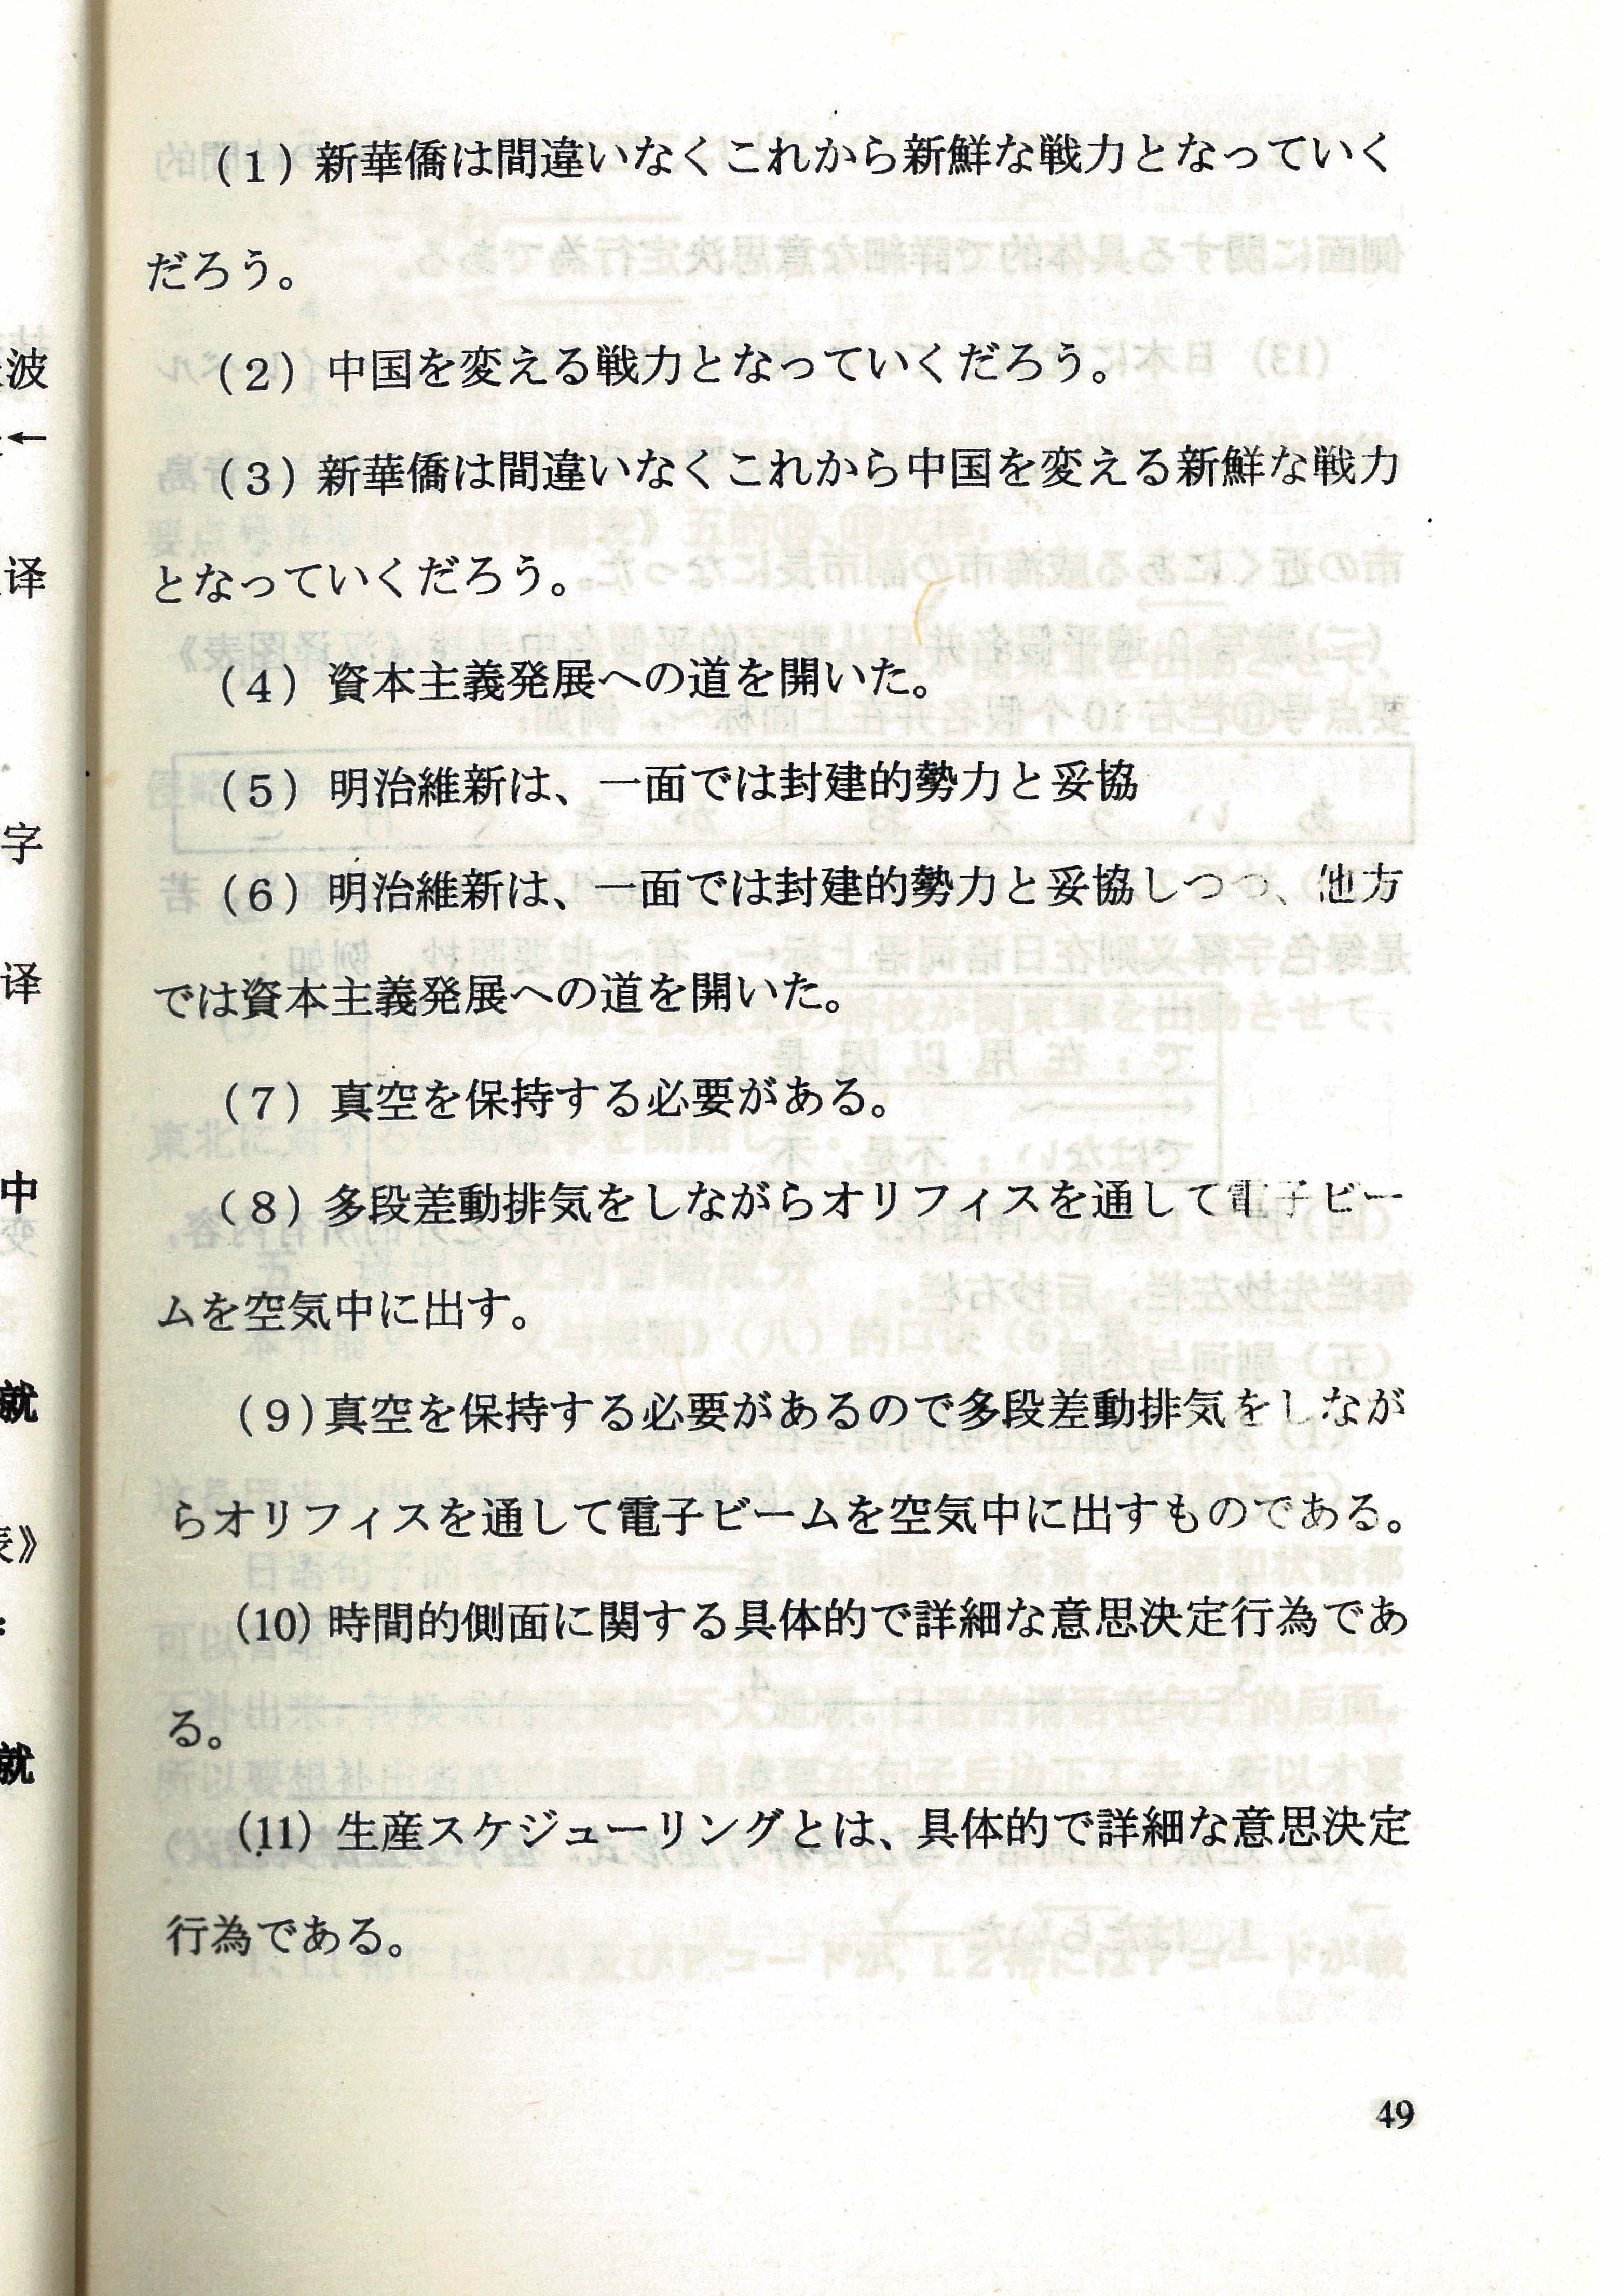 (1) 新華僑は間違いなくこれから新鮮な戦力となっていく
だろう。
(2) 中国を変える戦力となっていくだろう。
(3) 新華僑は間違いなくこれから中国を変える新鮮な戦力
となっていくだろう。
(4) 資本主義発展への道を開いた。
(5) 明治維新は、一面では封建的勢力と妥協
(6) 明治維新は、一面では封建的勢力と妥協しつつ、他方
では資本主義発展への道を開いた。
(7) 真空を保持する必要がある。
(8) 多段差動排気をしながらオリフィスを通して電子ビー
ムを空気中に出す。
(9)真空を保持する必要があるので多段差動排気をしなが
らオリフィスを通して電子ビームを空気中に出すものである。
(10) 時間的側面に関する具体的で詳細な意思決定行為であ
る。
(11) 生産スケジューリングとは、具体的で詳細な意思決定
行為である。
49
波
←
译
字
译
中
就
表》
:
就